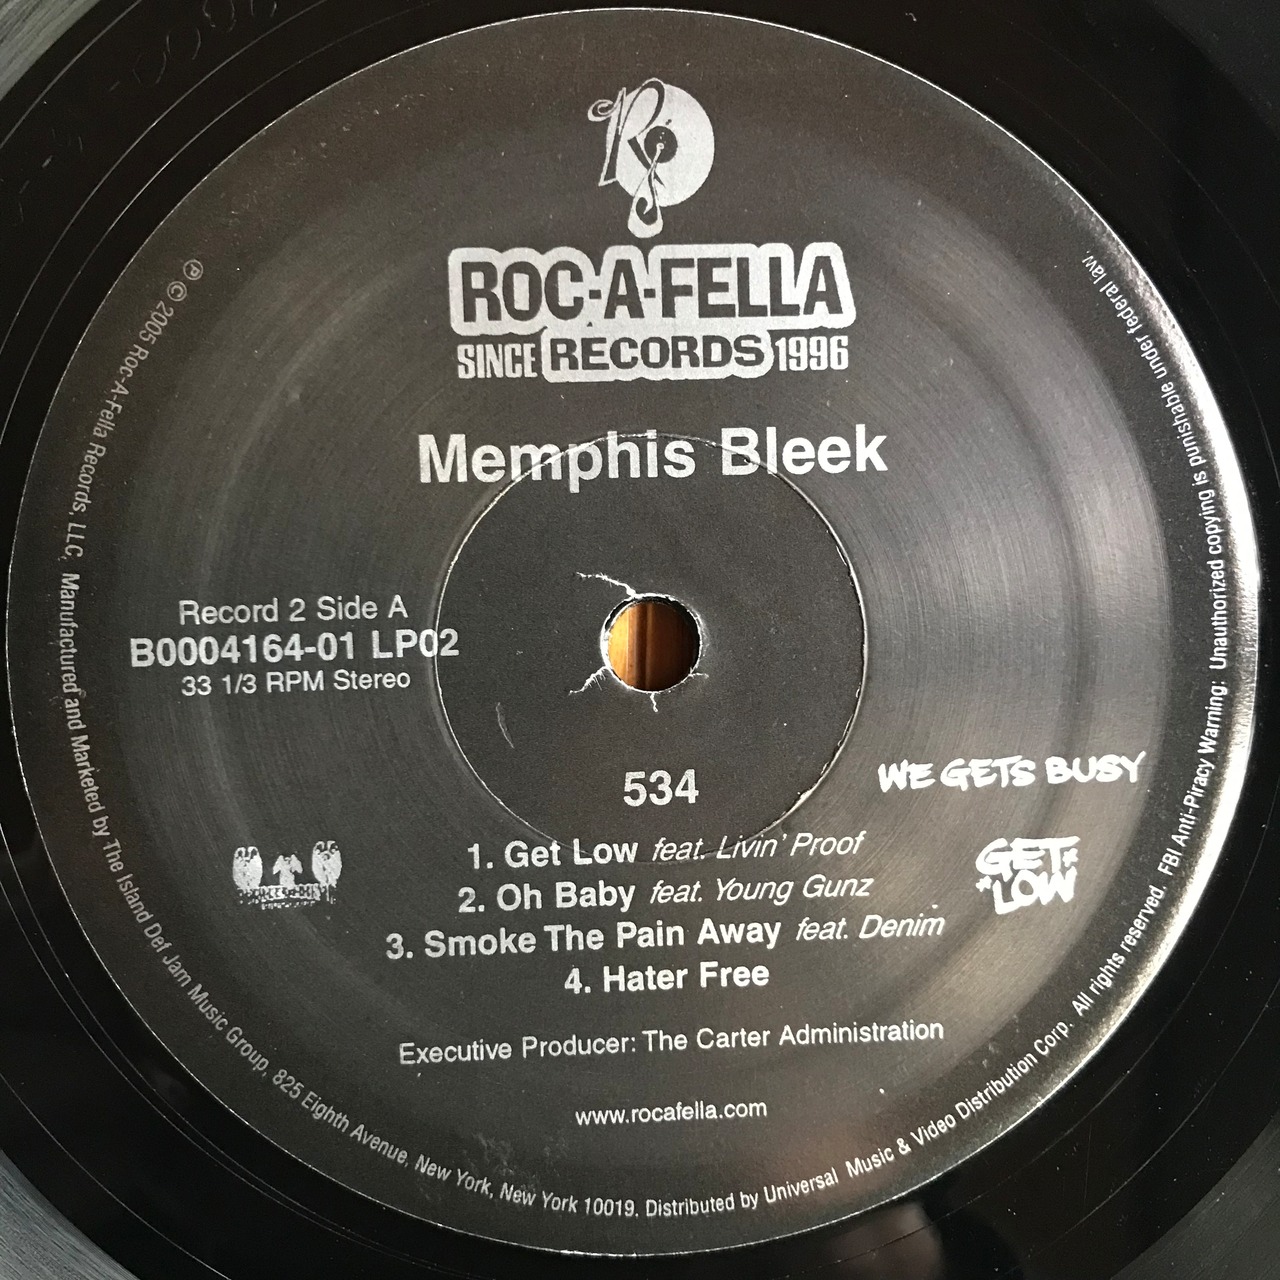 ROC-A-FELLA
SINCE RECORDS 1996
Memphis Bleek
Record 2 Side A
B0004164-01 LP02
33 1/3 RPM Stereo
534
WE GETS BUSY
GET LOW
1. Get Low feat. Livin' Proof
2. Oh Baby feat. Young Gunz
3. Smoke The Pain Away feat. Denim
4. Hater Free
Executive Producer: The Carter Administration
www.rocafella.com
℗ © 2005 Roc-A-Fella Records, LLC. Manufactured and Marketed by The Island Def Jam Music Group, 825 Eighth Avenue, New York, New York 10019. Distributed by Universal Music & Video Distribution Corp. All rights reserved. FBI Anti-Piracy Warning: Unauthorized copying is punishable under federal law.